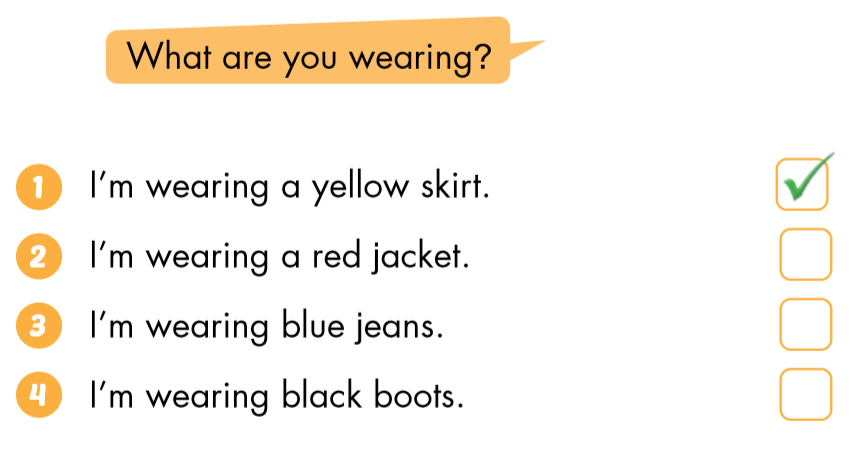 What are you wearing?
1 I'm wearing a yellow skirt.
2 I'm wearing a red jacket.
3 I'm wearing blue jeans.
4 I'm wearing black boots.